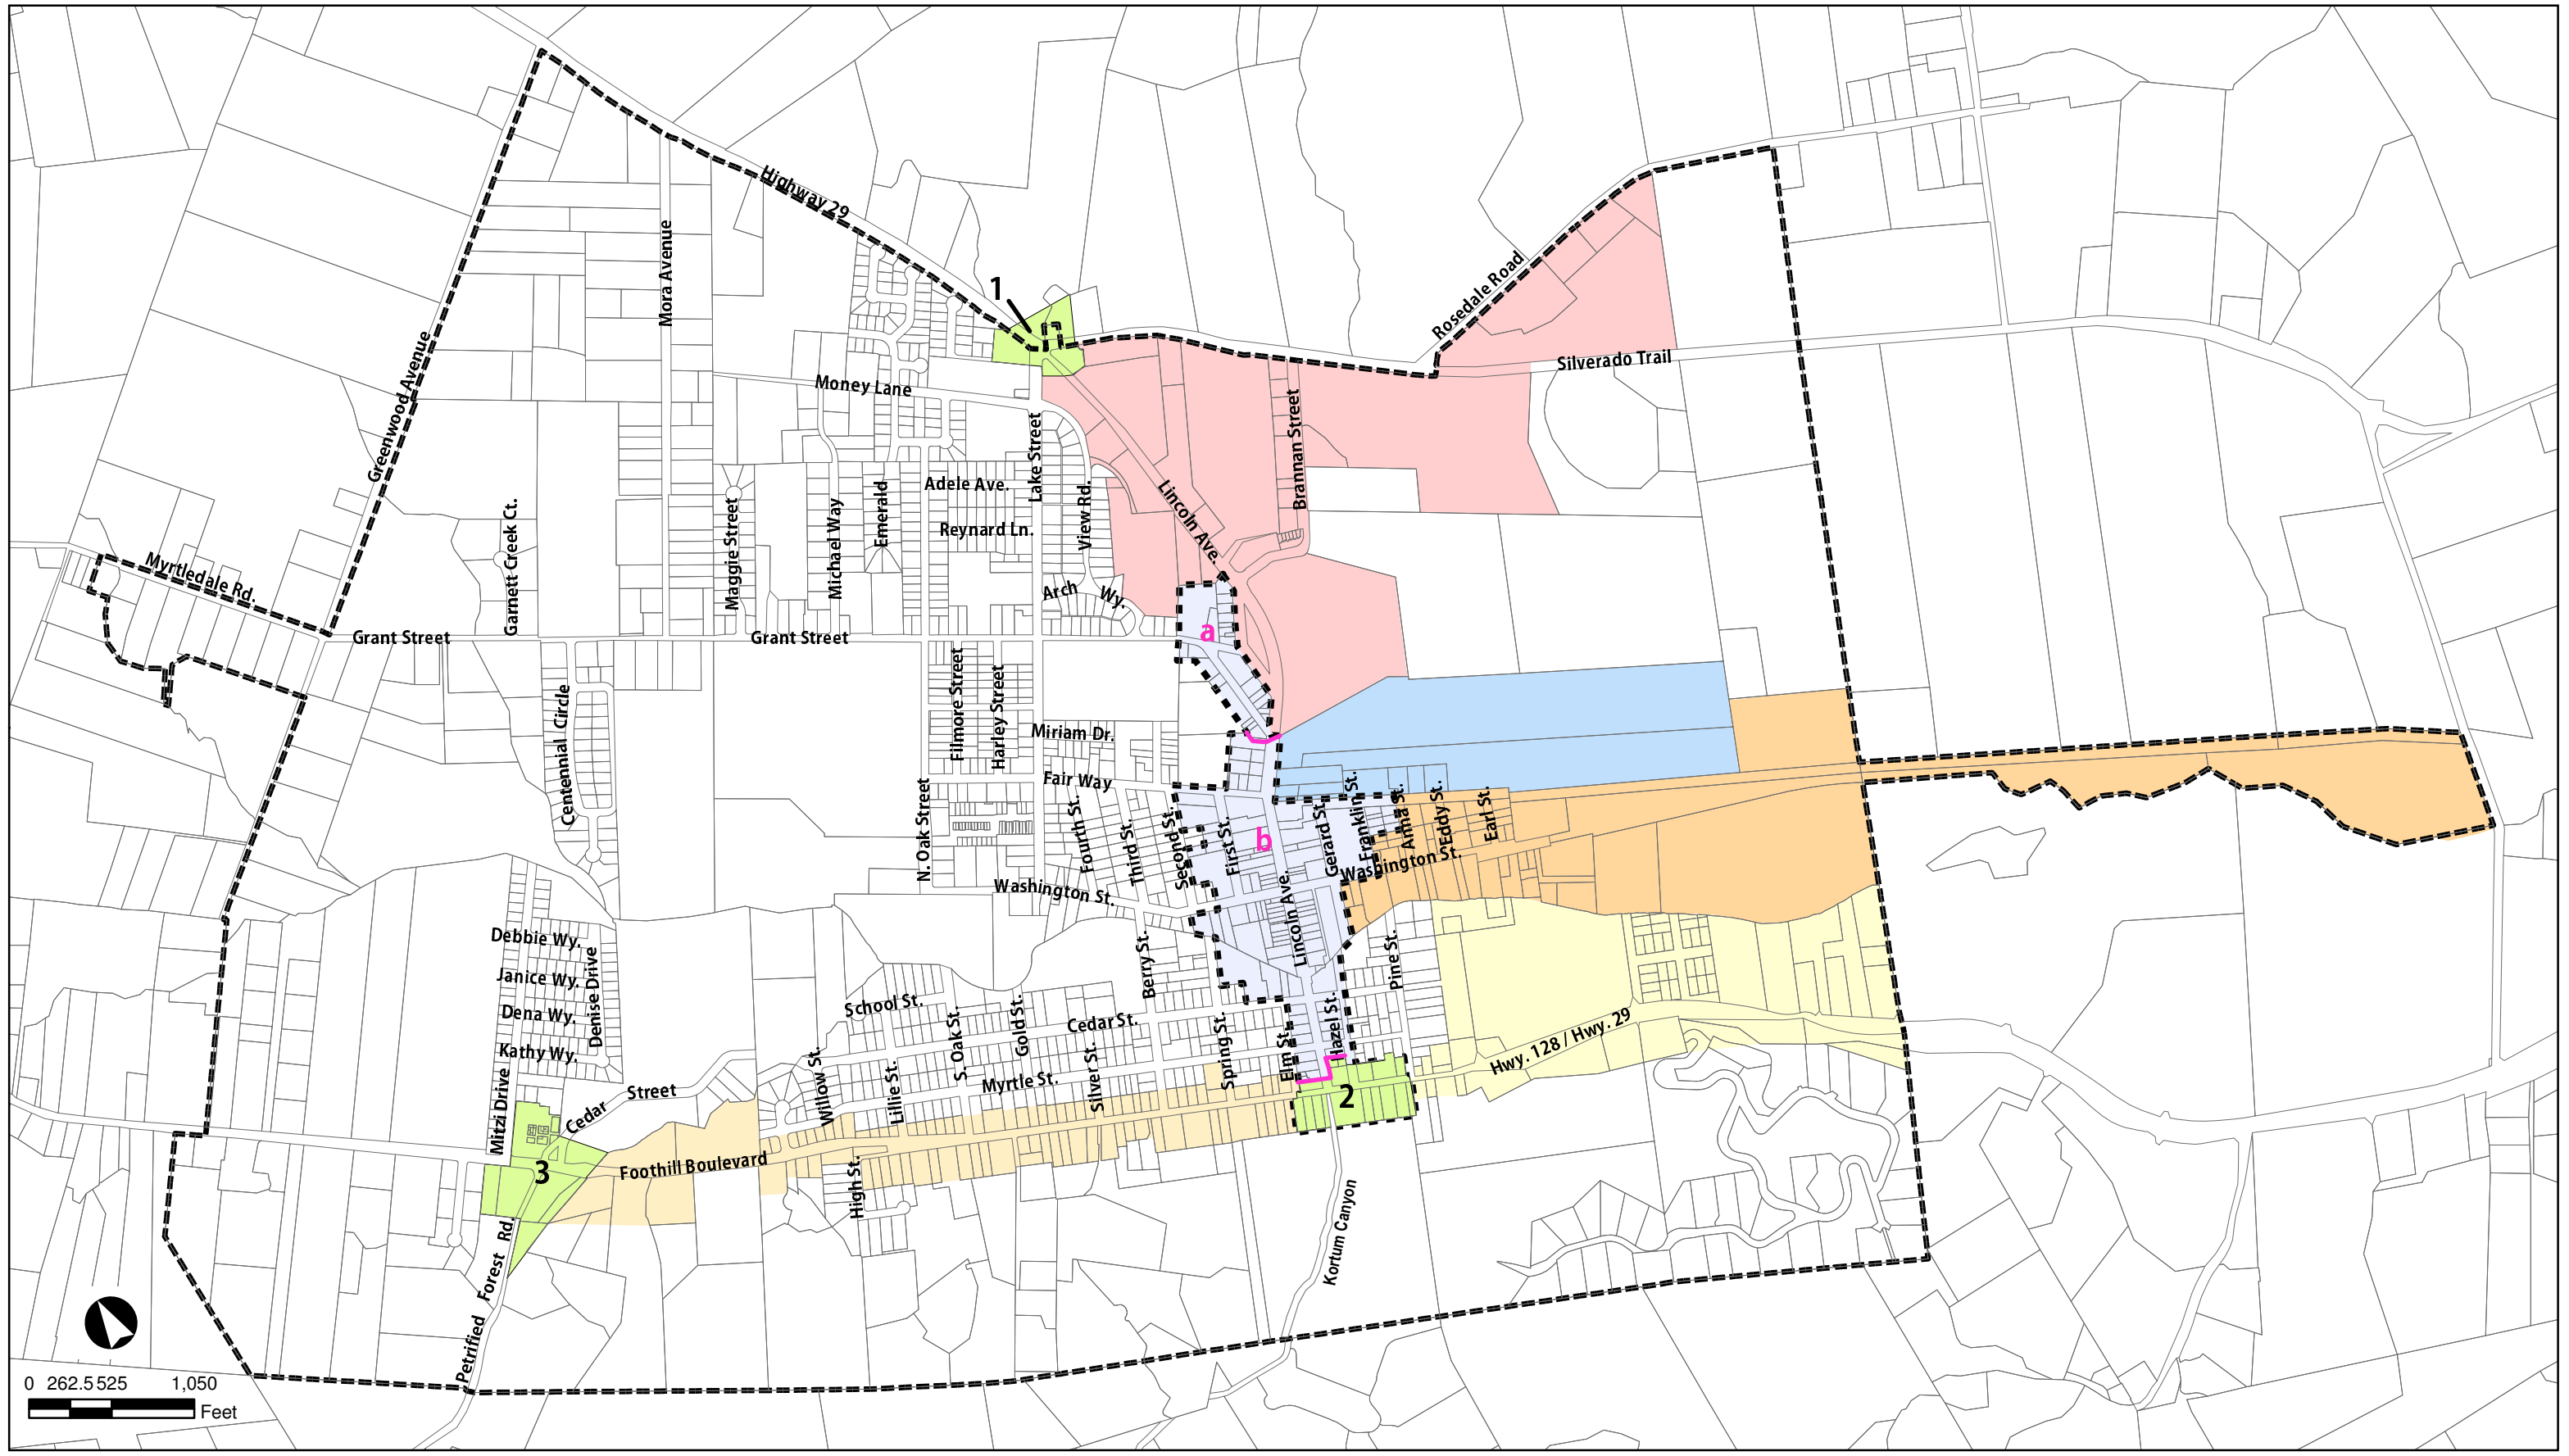 Highway 29
Mora Avenue
1
Rosedale Road
Silverado Trail
Greenwood Avenue
Money Lane
Lake Street
Brannan Street
Adele Ave.
Emerald
Lincoln Ave.
View Rd.
Reynard Ln.
Garnett Creek Ct.
Maggie Street
Michael Way
Myrtledale Rd.
Arch Wy.
Grant Street
Grant Street
a
Filmore Street
Harley Street
Centennial Circle
Miriam Dr.
Fair Way
N. Oak Street
Fourth St.
Third St.
Second St.
First St.
b
Gerard St.
Franklin St.
Anna St.
Eddy St.
Earl St.
Washington St.
Washington St.
Lincoln Ave.
Debbie Wy.
Janice Wy.
Dena Wy.
Kathy Wy.
Denise Drive
Berry St.
Pine St.
School St.
Cedar St.
Gold St.
S. Oak St.
Hazel St.
Hwy. 128 / Hwy. 29
Elm St.
Spring St.
Silver St.
Myrtle St.
Lillie St.
Willow St.
Mitzi Drive
Cedar Street
2
3
Foothill Boulevard
High St.
Kortum Canyon
Petrified Forest Rd.
0 262.5 525 1,050
Feet